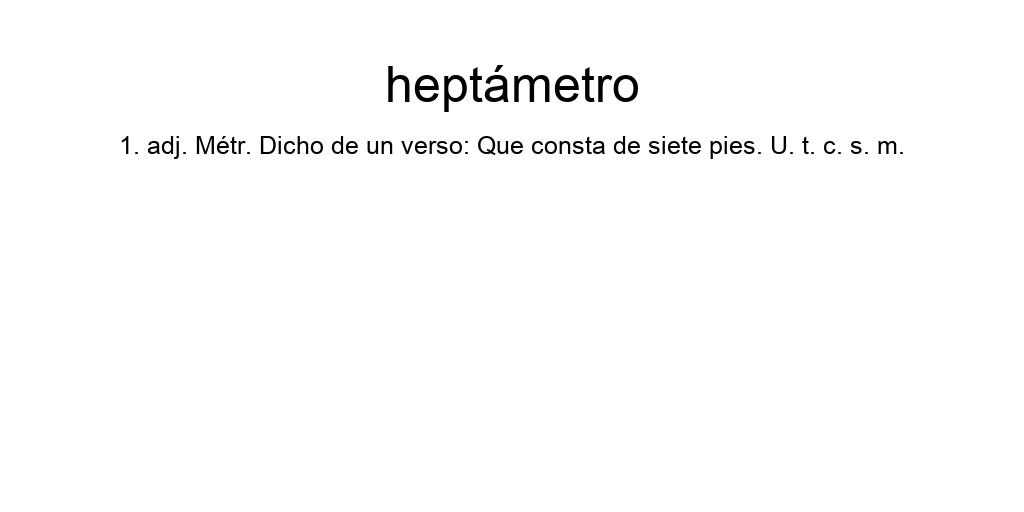 heptámetro
1. adj. Métr. Dicho de un verso: Que consta de siete pies. U. t. c. s. m.